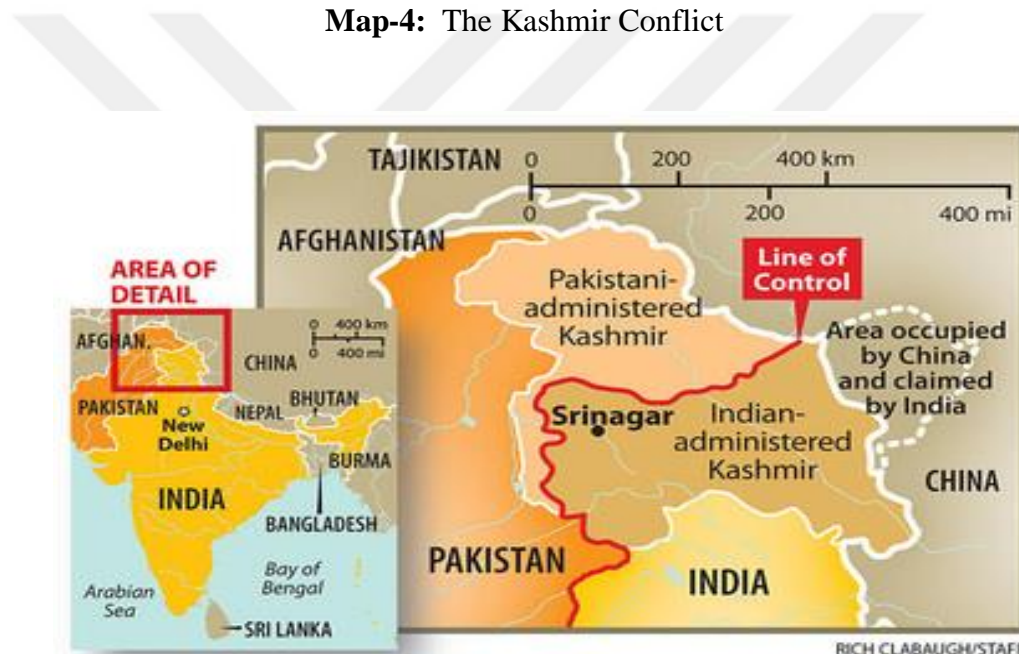 Map-4: The Kashmir Conflict
TAJIKISTAN
0 200 400 km
0 200 400 mi
AFGHANISTAN
Pakistani-
administered
Kashmir
Line of
Control
Area occupied
by China
and claimed
by India
Srinagar
Indian-
administered
Kashmir
CHINA
PAKISTAN
INDIA
AREA OF
DETAIL
0 400 km
0 400 mi
AFGHAN.
CHINA
PAKISTAN
New
Delhi
NEPAL
BHUTAN
BURMA
INDIA
BANGLADESH
Arabian
Sea
Bay of
Bengal
SRI LANKA
RICH CLABAUGH/STAFF